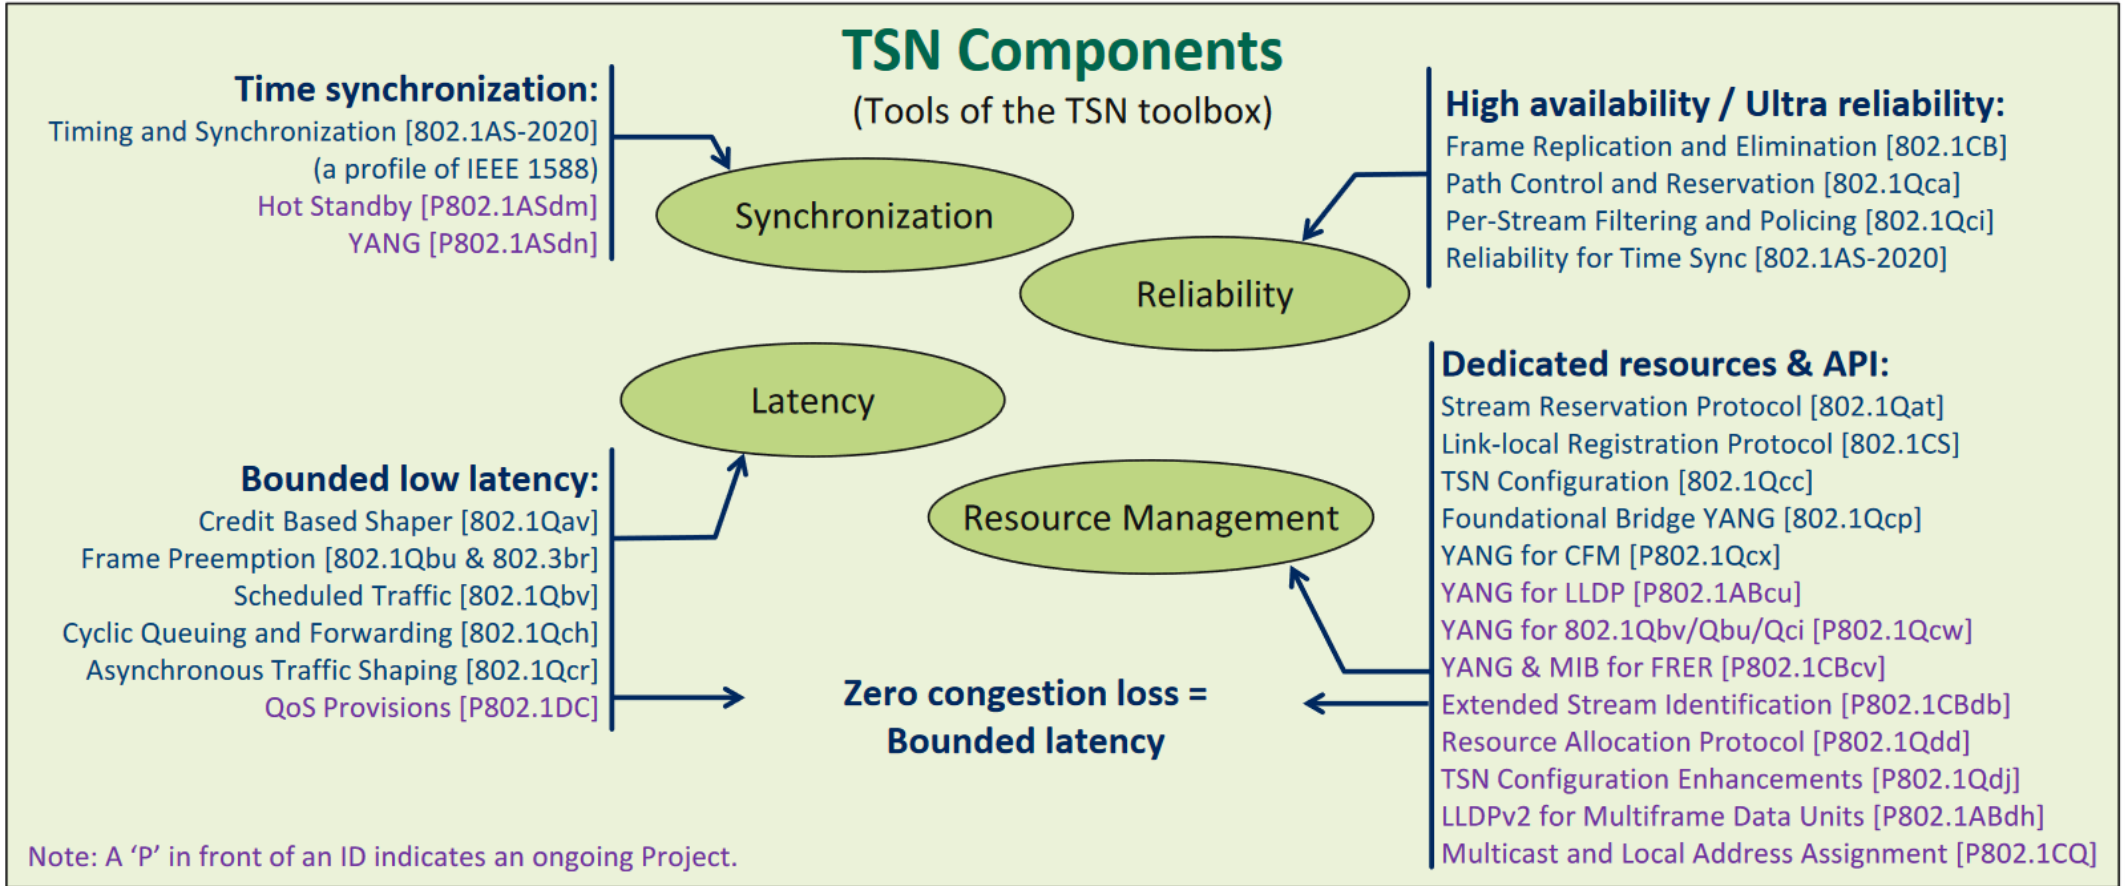 TSN Components
(Tools of the TSN toolbox)
Time synchronization:
Timing and Synchronization [802.1AS-2020]
(a profile of IEEE 1588)
Hot Standby [P802.1ASdm]
YANG [P802.1ASdn]
High availability / Ultra reliability:
Frame Replication and Elimination [802.1CB]
Path Control and Reservation [802.1Qca]
Per-Stream Filtering and Policing [802.1Qci]
Reliability for Time Sync [802.1AS-2020]
Synchronization
Reliability
Latency
Resource Management
Bounded low latency:
Credit Based Shaper [802.1Qav]
Frame Preemption [802.1Qbu & 802.3br]
Scheduled Traffic [802.1Qbv]
Cyclic Queuing and Forwarding [802.1Qch]
Asynchronous Traffic Shaping [802.1Qcr]
QoS Provisions [P802.1DC]
Zero congestion loss =
Bounded latency
Dedicated resources & API:
Stream Reservation Protocol [802.1Qat]
Link-local Registration Protocol [802.1CS]
TSN Configuration [802.1Qcc]
Foundational Bridge YANG [802.1Qcp]
YANG for CFM [P802.1Qcx]
YANG for LLDP [P802.1ABcu]
YANG for 802.1Qbv/Qbu/Qci [P802.1Qcw]
YANG & MIB for FRER [P802.1CBcv]
Extended Stream Identification [P802.1CBdb]
Resource Allocation Protocol [P802.1Qdd]
TSN Configuration Enhancements [P802.1Qdj]
LLDPv2 for Multiframe Data Units [P802.1ABdh]
Multicast and Local Address Assignment [P802.1CQ]
Note: A ‘P’ in front of an ID indicates an ongoing Project.